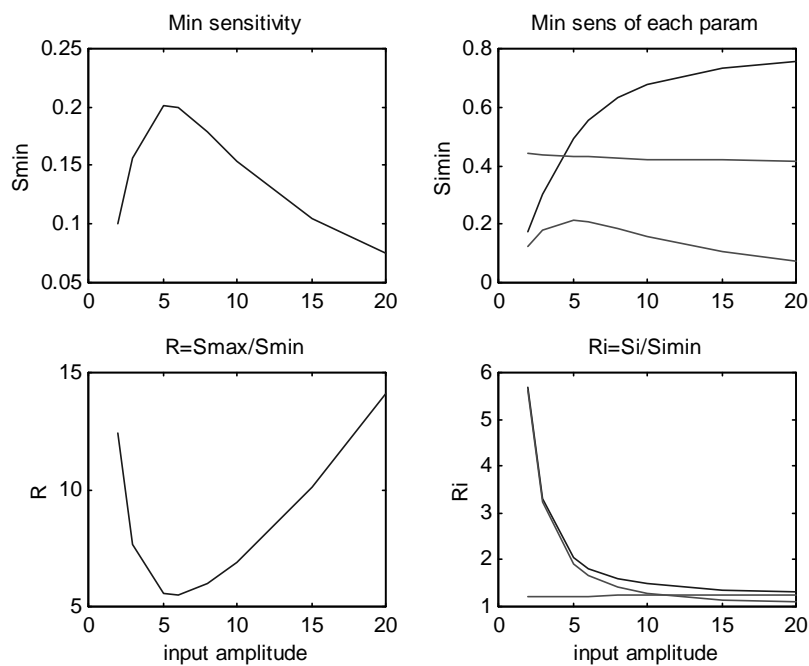 Min sensitivity
Smin
0.25
0.2
0.15
0.1
0.05
0 5 10 15 20
Min sens of each param
Simin
0.8
0.6
0.4
0.2
0
0 5 10 15 20
R=Smax/Smin
R
15
10
5
0 5 10 15 20
input amplitude
Ri=Si/Simin
Ri
6
5
4
3
2
1
0 5 10 15 20
input amplitude